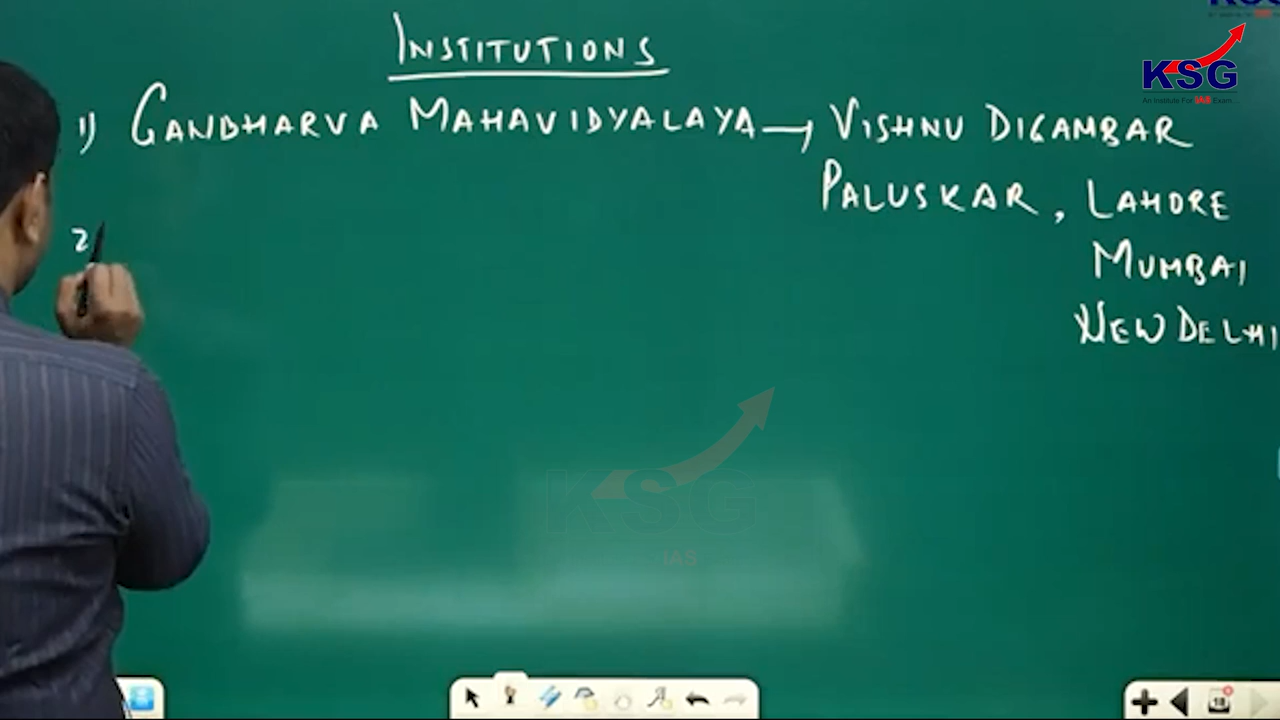 INSTITUTIONS
1) GANDHARVA MAHAVIDYALAYA → VISHNU DIGAMBAR
PALUSKAR, LAHORE
MUMBAI
NEW DELHI
2
KSG
An Institute For IAS Exam...
KSG
IAS
18